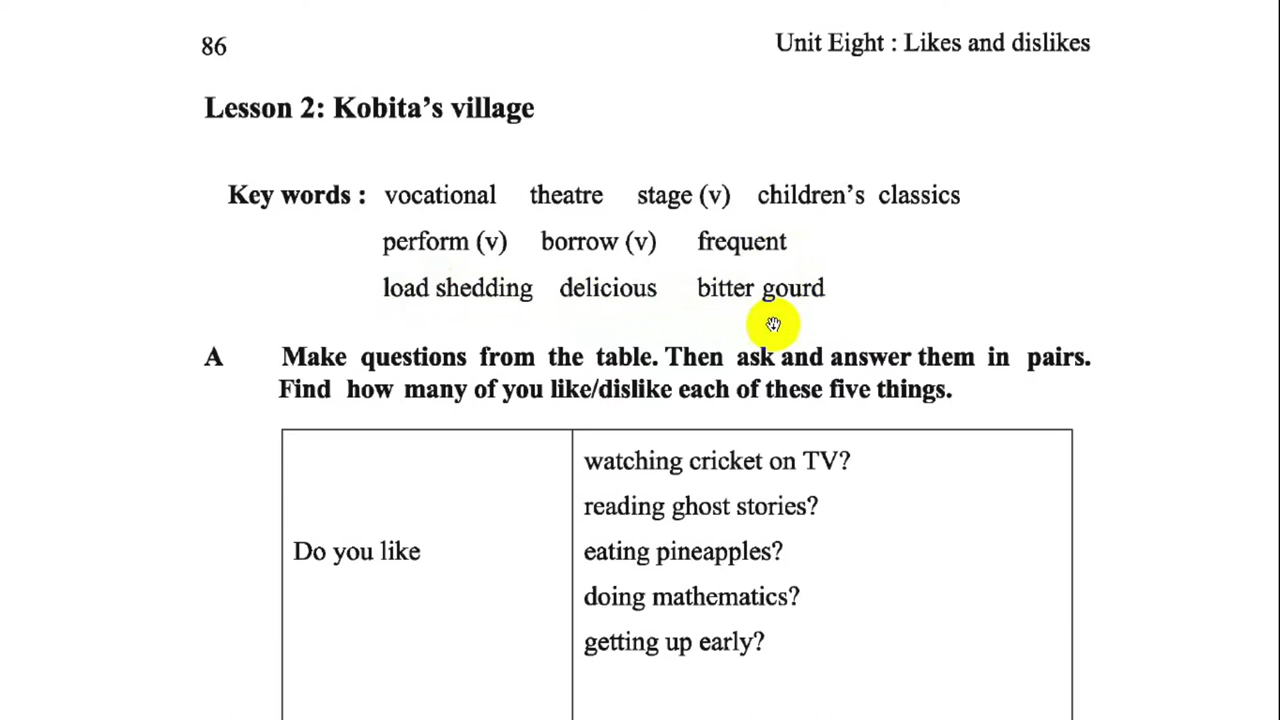 86
Unit Eight : Likes and dislikes
Lesson 2: Kobita's village
Key words : vocational theatre stage (v) children's classics
perform (v) borrow (v) frequent
load shedding delicious bitter gourd
A Make questions from the table. Then ask and answer them in pairs.
Find how many of you like/dislike each of these five things.
watching cricket on TV?
reading ghost stories?
Do you like eating pineapples?
doing mathematics?
getting up early?